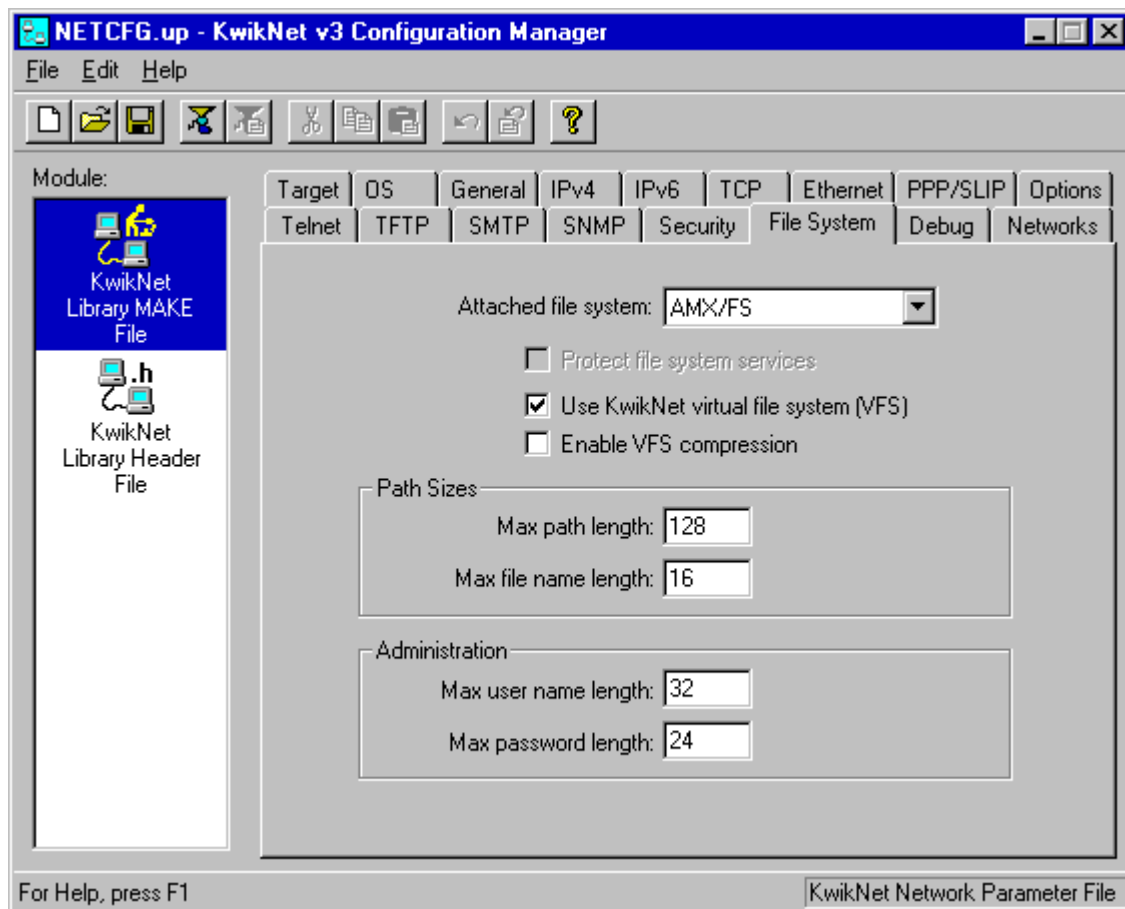 NETCFG.up - KwikNet v3 Configuration Manager
File Edit Help
Module:
KwikNet
Library MAKE
File
.h
KwikNet
Library Header
File
Target OS General IPv4 IPv6 TCP Ethernet PPP/SLIP Options
Telnet TFTP SMTP SNMP Security File System Debug Networks
Attached file system: AMX/FS
Protect file system services
Use KwikNet virtual file system (VFS)
Enable VFS compression
Path Sizes
Max path length: 128
Max file name length: 16
Administration
Max user name length: 32
Max password length: 24
For Help, press F1
KwikNet Network Parameter File